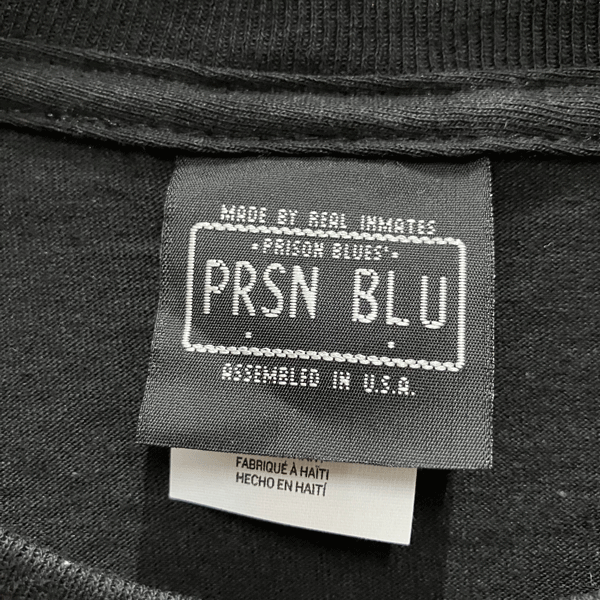 MADE BY REAL INMATES
·PRISON BLUES'·
PRSN BLU
ASSEMBLED IN U.S.A.
FABRIQUÉ À HAÏTI
HECHO EN HAITÍ